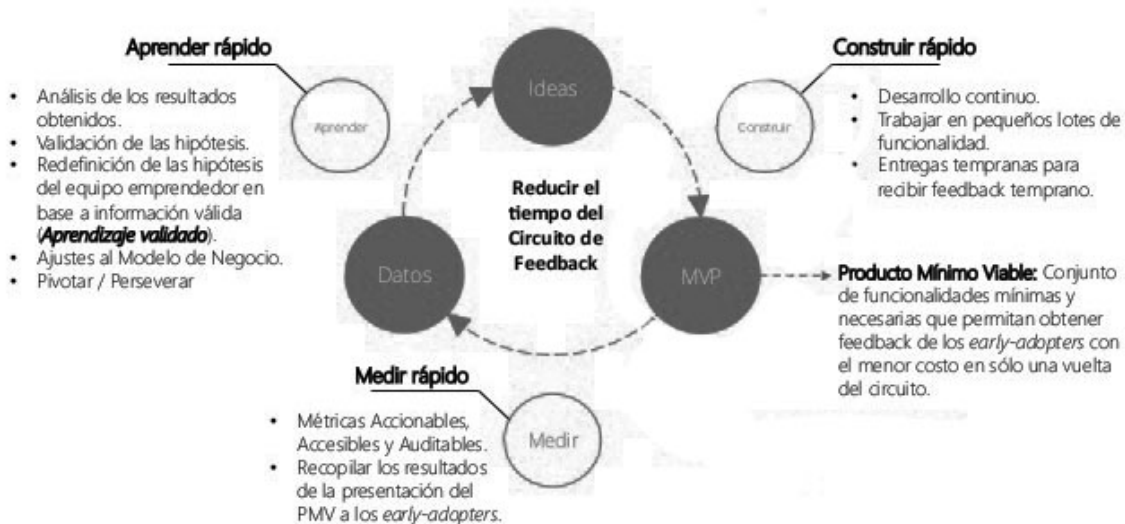 Aprender rápido
Aprender
• Análisis de los resultados
obtenidos.
• Validación de las hipótesis.
• Redefinición de las hipótesis
del equipo emprendedor en
base a información válida
(Aprendizaje validado).
• Ajustes al Modelo de Negocio.
• Pivotar / Perseverar
Ideas
Reducir el
tiempo del
Circuito de
Feedback
Datos
MVP
Construir rápido
Construir
• Desarrollo continuo.
• Trabajar en pequeños lotes de
funcionalidad.
• Entregas tempranas para
recibir feedback temprano.
Producto Mínimo Viable: Conjunto
de funcionalidades mínimas y
necesarias que permitan obtener
feedback de los early-adopters con
el menor costo en sólo una vuelta
del circuito.
Medir rápido
Medir
• Métricas Accionables,
Accesibles y Auditables.
• Recopilar los resultados
de la presentación del
PMV a los early-adopters.